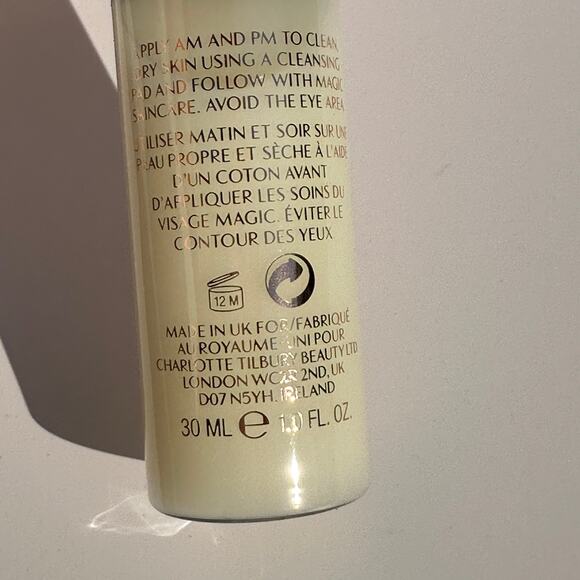 APPLY AM AND PM TO CLEAN,
DRY SKIN USING A CLEANSING
PAD AND FOLLOW WITH MAGIC
SKINCARE. AVOID THE EYE AREA.
UTILISER MATIN ET SOIR SUR UNE
PEAU PROPRE ET SÈCHE À L'AIDE
D'UN COTON AVANT
D'APPLIQUER LES SOINS DU
VISAGE MAGIC. ÉVITER LE
CONTOUR DES YEUX.
12 M
MADE IN UK FOR/FABRIQUÉ
AU ROYAUME-UNI POUR
CHARLOTTE TILBURY BEAUTY LTD
LONDON WC2R 2ND, UK
D07 N5YH, IRELAND
30 ML e 1.0 FL. OZ.